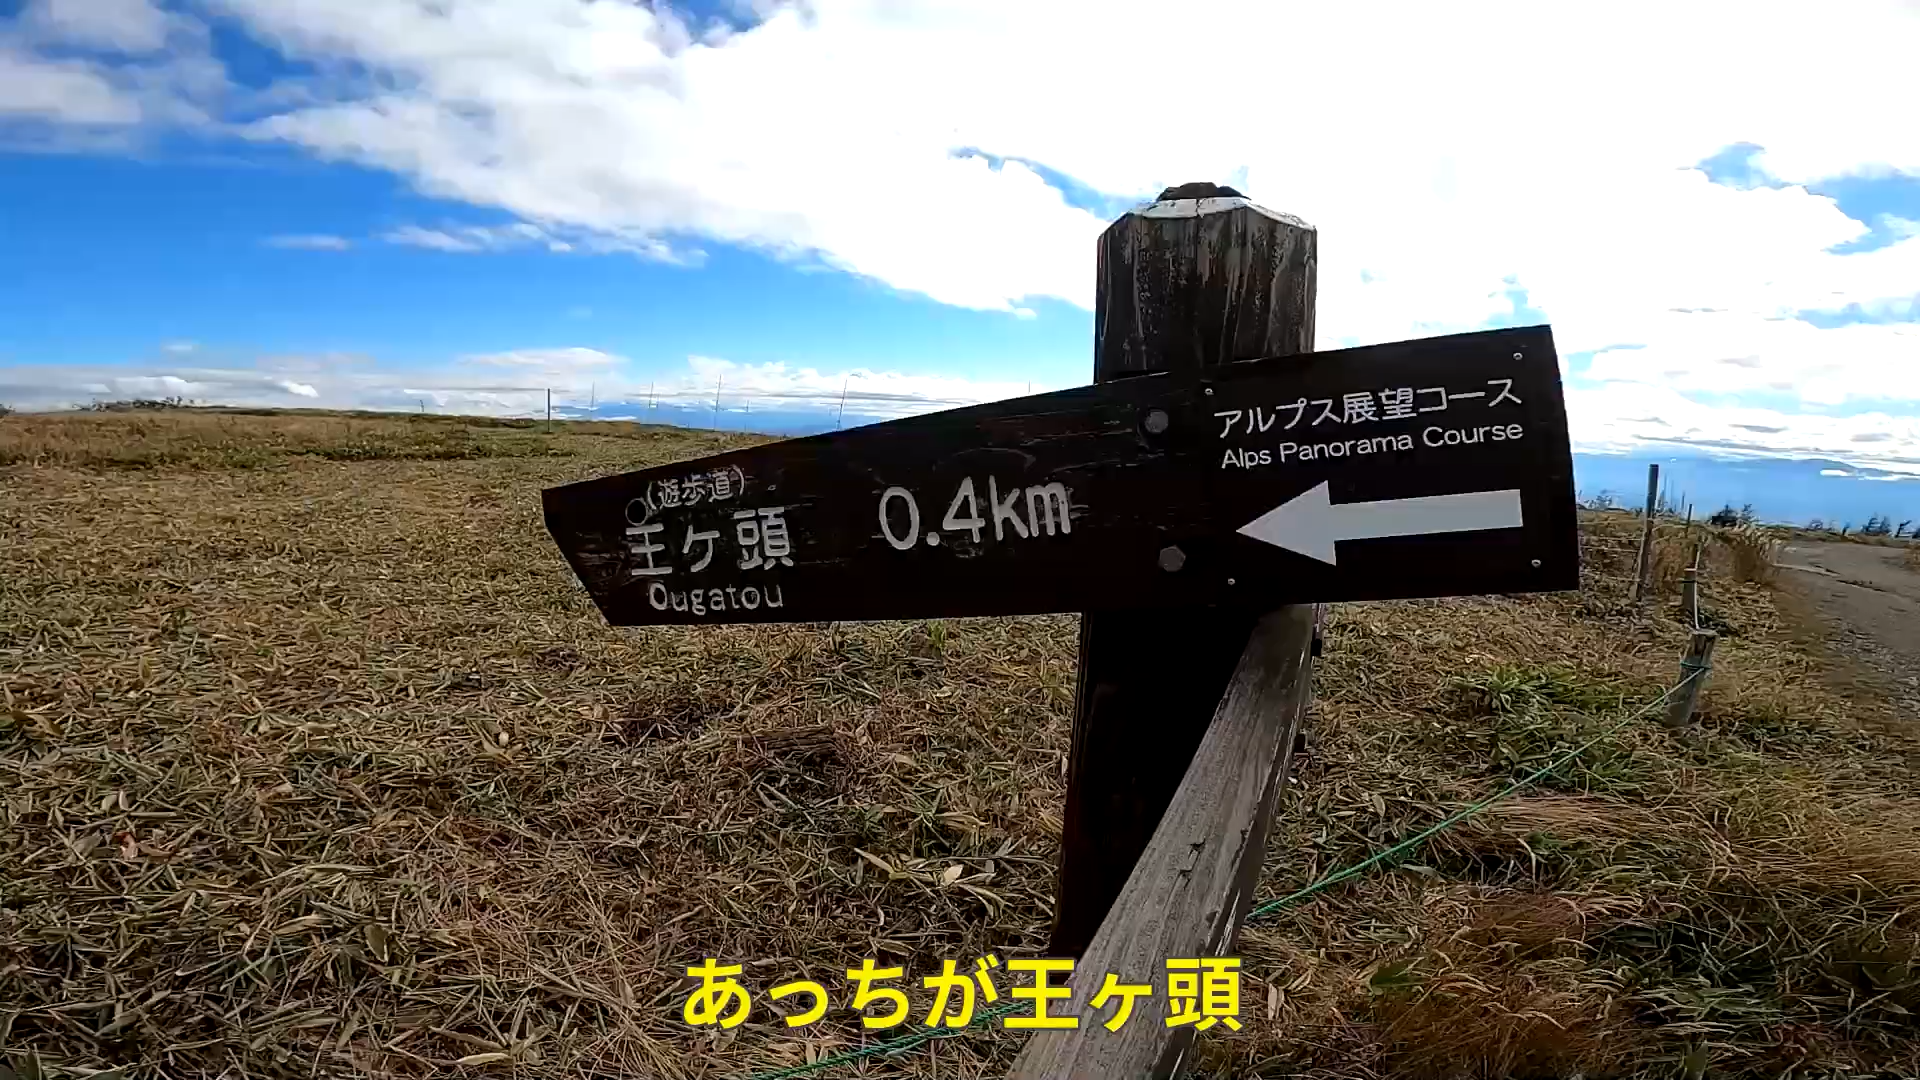 アルプス展望コース
Alps Panorama Course
(遊歩道)
王ヶ頭 0.4km
Ougatou
あっちが王ヶ頭